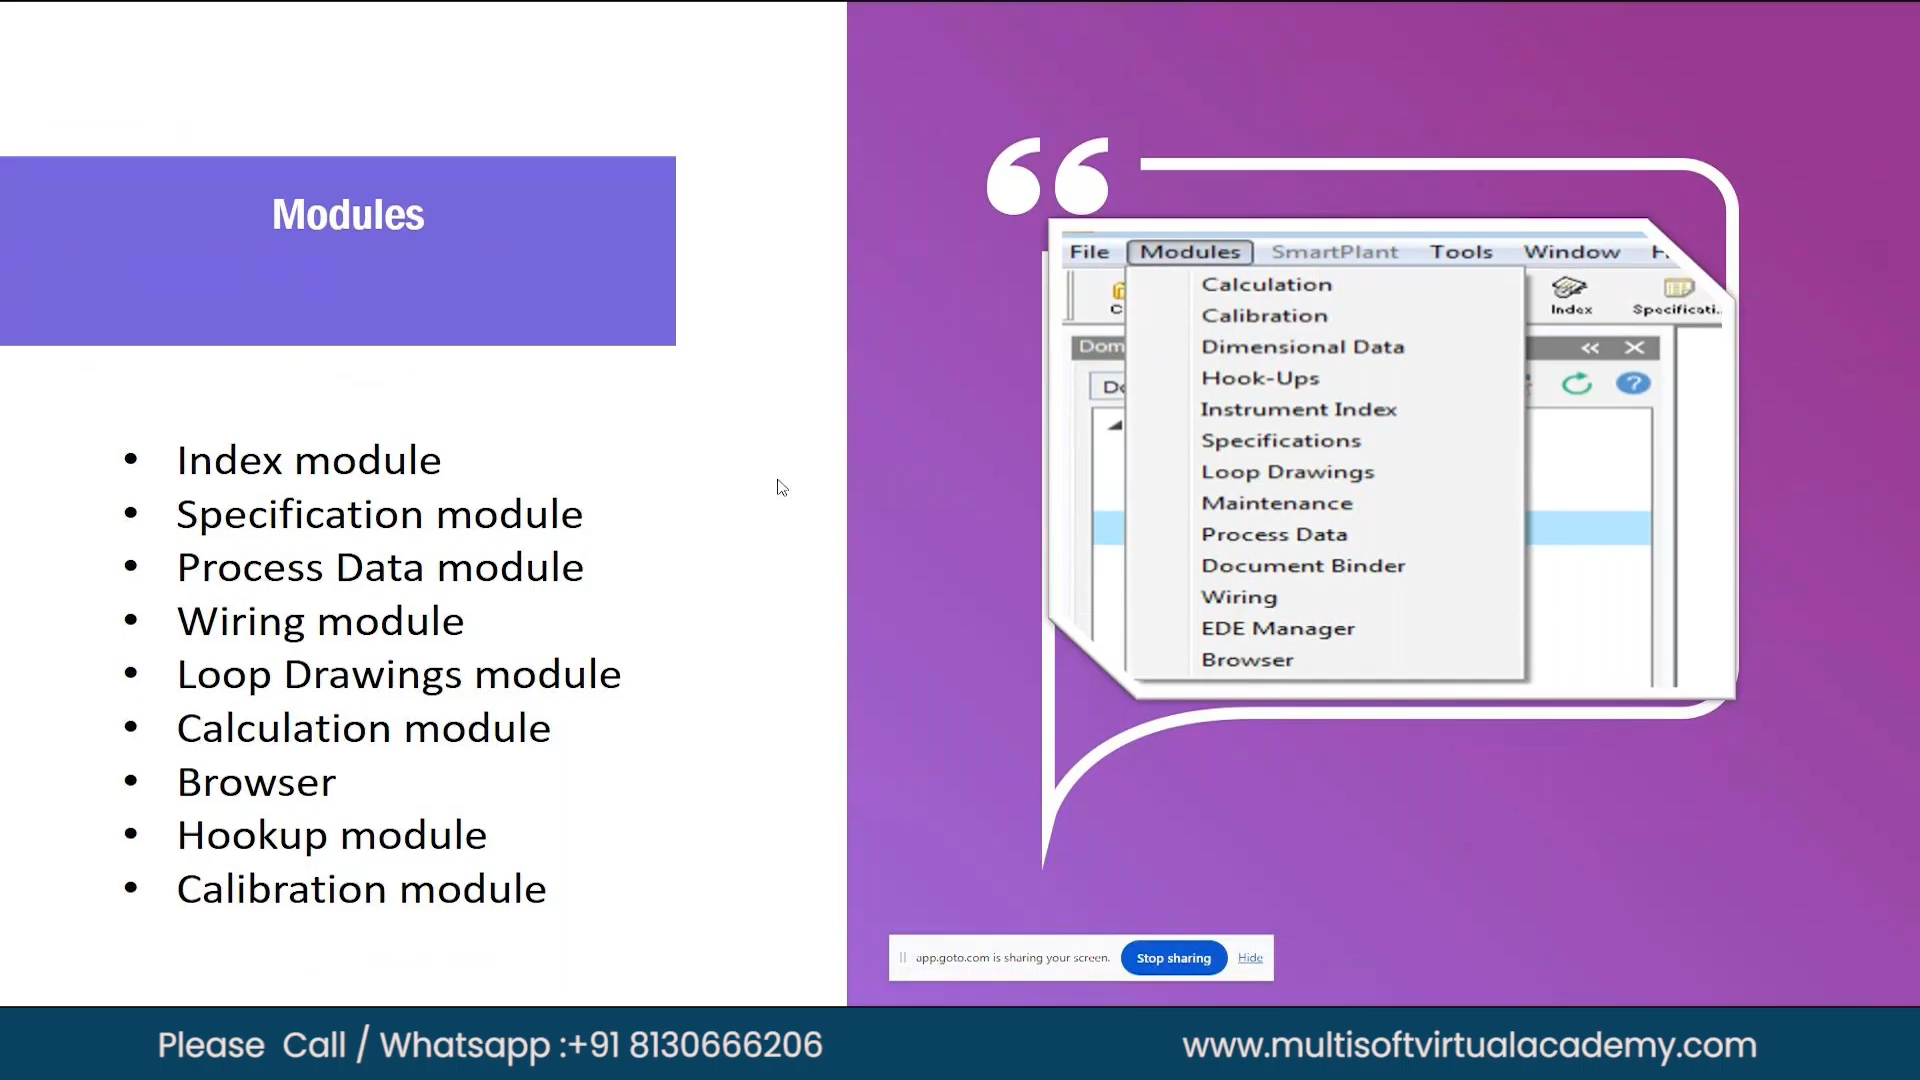 Modules
• Index module
• Specification module
• Process Data module
• Wiring module
• Loop Drawings module
• Calculation module
• Browser
• Hookup module
• Calibration module
File Modules SmartPlant Tools Window
Calculation
Calibration
Dimensional Data
Hook-Ups
Instrument Index
Specifications
Loop Drawings
Maintenance
Process Data
Document Binder
Wiring
EDE Manager
Browser
Index Specificati..
Dom
app.goto.com is sharing your screen. Stop sharing Hide
Please Call / Whatsapp :+91 8130666206
www.multisoftvirtualacademy.com